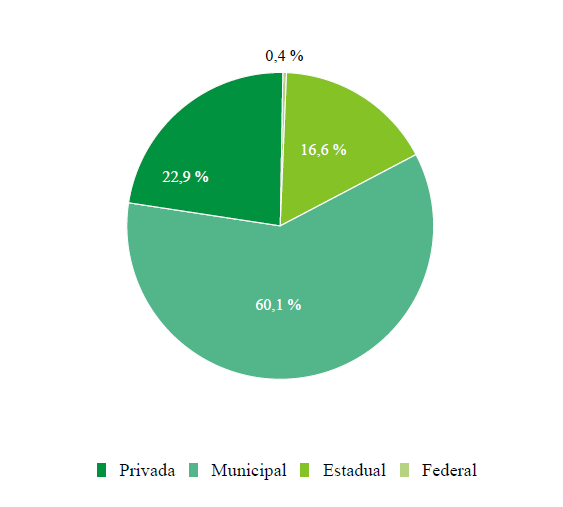 0,4 %
16,6 %
22,9 %
60,1 %
Privada Municipal Estadual Federal